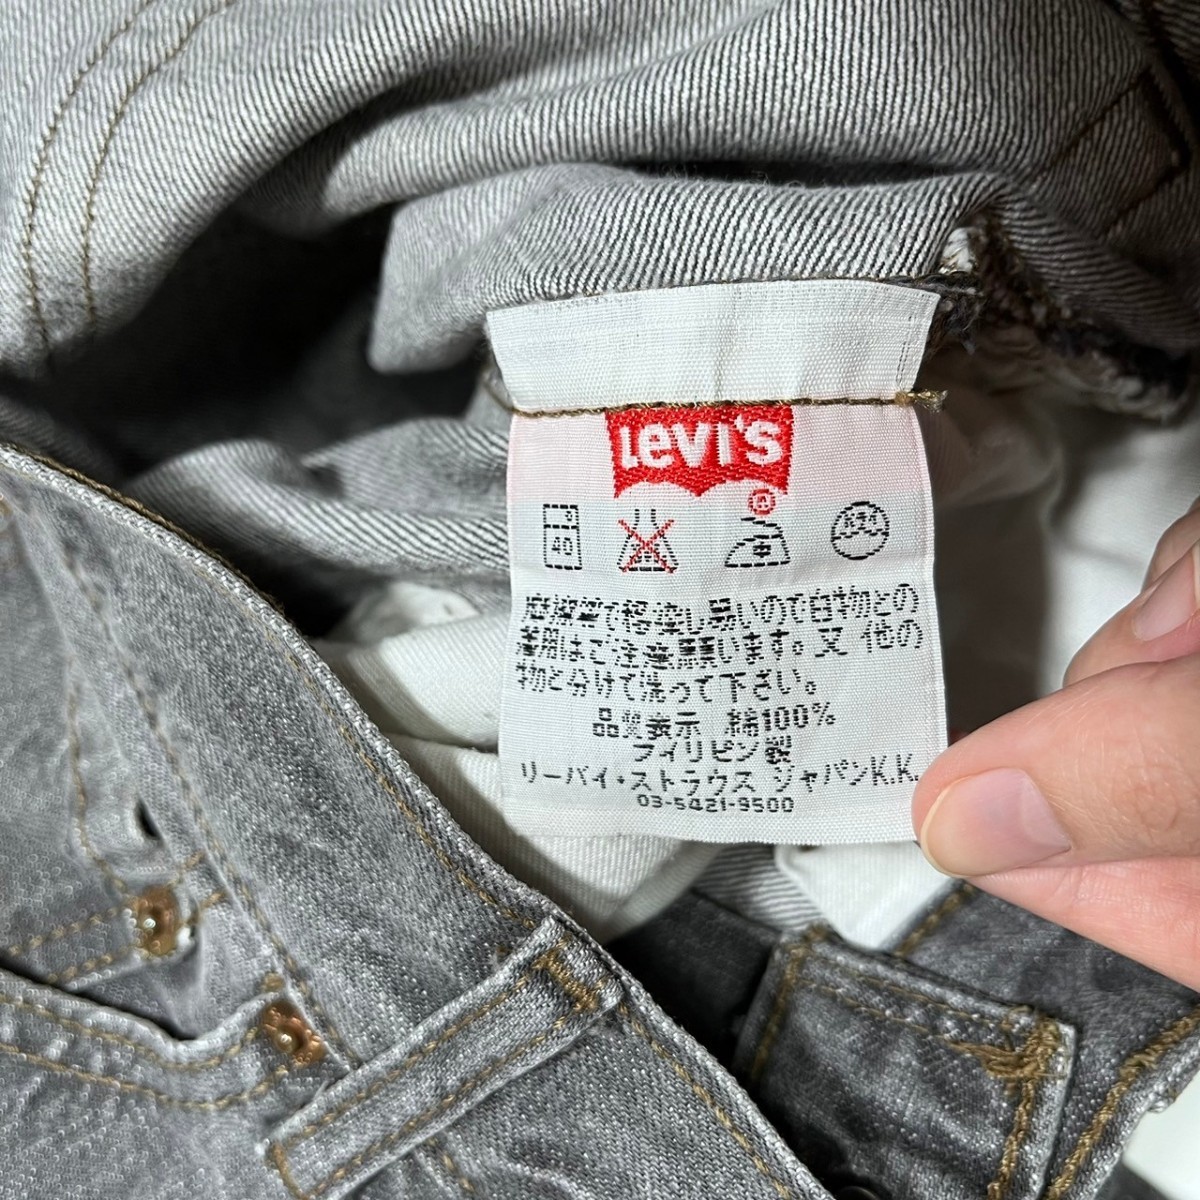 Levi's
®
40
摩擦等で輕度い易いので白物との
着用はご注意願います。又 他の
物と分けて洗って下さい。
品質表示 綿100%
フィリピン製
リーバイ・ストラウス ジャパンK.K.
03-5421-9500